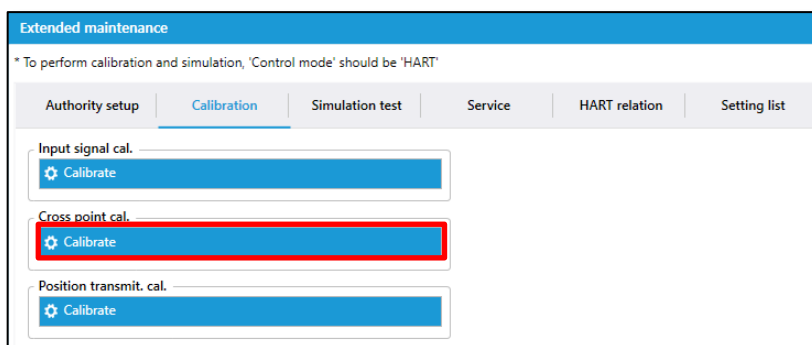 Extended maintenance
* To perform calibration and simulation, 'Control mode' should be 'HART'
Authority setup Calibration Simulation test Service HART relation Setting list
Input signal cal.
Calibrate
Cross point cal.
Calibrate
Position transmit. cal.
Calibrate